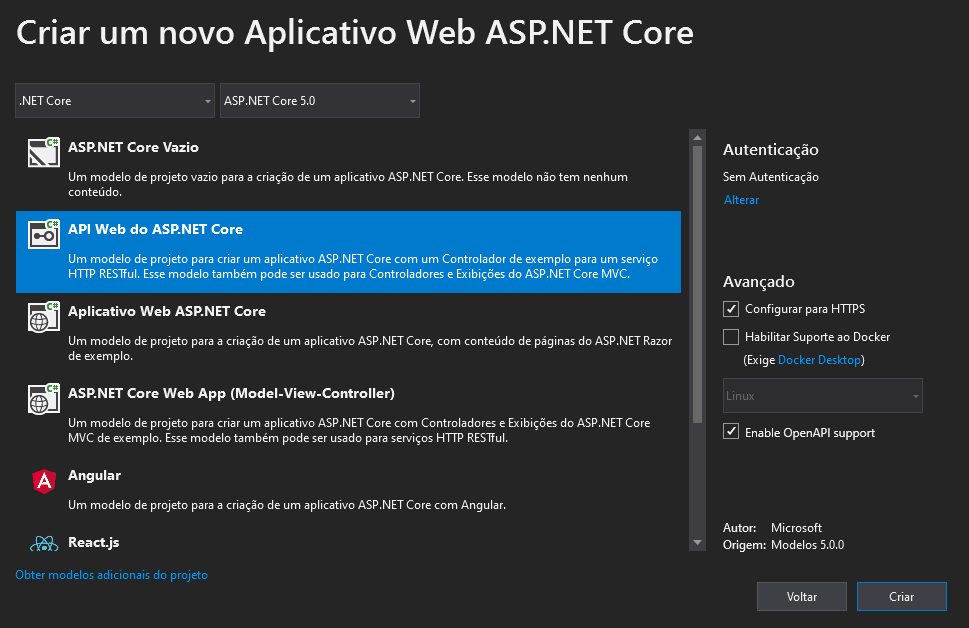 Criar um novo Aplicativo Web ASP.NET Core
.NET Core
ASP.NET Core 5.0
C#
ASP.NET Core Vazio
Um modelo de projeto vazio para a criação de um aplicativo ASP.NET Core. Esse modelo não tem nenhum
conteúdo.
C#
API Web do ASP.NET Core
Um modelo de projeto para criar um aplicativo ASP.NET Core com um Controlador de exemplo para um serviço
HTTP RESTful. Esse modelo também pode ser usado para Controladores e Exibições do ASP.NET Core MVC.
C#
Aplicativo Web ASP.NET Core
Um modelo de projeto para a criação de um aplicativo ASP.NET Core, com conteúdo de páginas do ASP.NET Razor
de exemplo.
C#
ASP.NET Core Web App (Model-View-Controller)
Um modelo de projeto para criar um aplicativo ASP.NET Core com Controladores e Exibições do ASP.NET Core
MVC de exemplo. Esse modelo também pode ser usado para serviços HTTP RESTful.
A
Angular
Um modelo de projeto para a criação de um aplicativo ASP.NET Core com Angular.
React.js
Obter modelos adicionais do projeto
Autenticação
Sem Autenticação
Alterar
Avançado
Configurar para HTTPS
Habilitar Suporte ao Docker
(Exige Docker Desktop)
Linux
Enable OpenAPI support
Autor: Microsoft
Origem: Modelos 5.0.0
Voltar
Criar